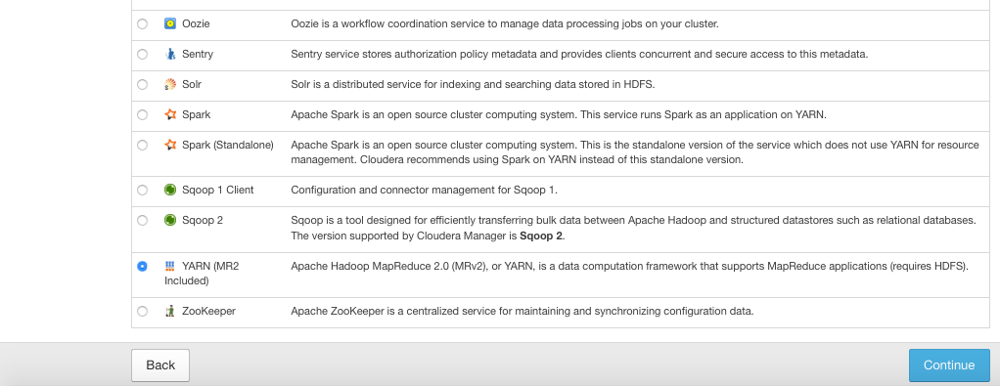 Oozie Oozie is a workflow coordination service to manage data processing jobs on your cluster.
Sentry Sentry service stores authorization policy metadata and provides clients concurrent and secure access to this metadata.
Solr Solr is a distributed service for indexing and searching data stored in HDFS.
Spark Apache Spark is an open source cluster computing system. This service runs Spark as an application on YARN.
Spark (Standalone) Apache Spark is an open source cluster computing system. This is the standalone version of the service which does not use YARN for resource
management. Cloudera recommends using Spark on YARN instead of this standalone version.
Sqoop 1 Client Configuration and connector management for Sqoop 1.
Sqoop 2 Sqoop is a tool designed for efficiently transferring bulk data between Apache Hadoop and structured datastores such as relational databases.
The version supported by Cloudera Manager is Sqoop 2.
YARN (MR2 Apache Hadoop MapReduce 2.0 (MRv2), or YARN, is a data computation framework that supports MapReduce applications (requires HDFS).
Included)
ZooKeeper Apache ZooKeeper is a centralized service for maintaining and synchronizing configuration data.
Back Continue